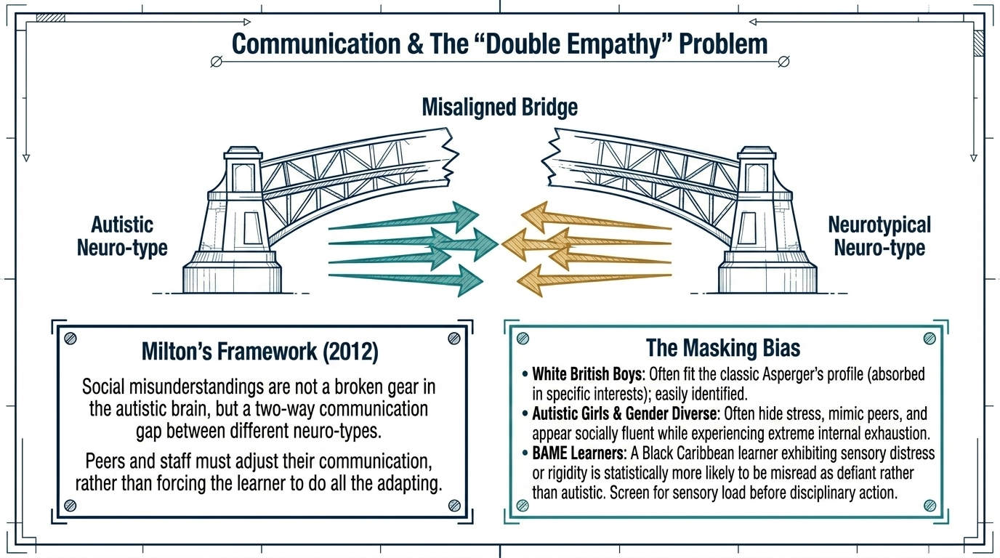 Communication & The “Double Empathy” Problem
Misaligned Bridge
Autistic
Neuro-type
Neurotypical
Neuro-type
Milton’s Framework (2012)
Social misunderstandings are not a broken gear in
the autistic brain, but a two-way communication
gap between different neuro-types.
Peers and staff must adjust their communication,
rather than forcing the learner to do all the adapting.
The Masking Bias
• White British Boys: Often fit the classic Asperger’s profile (absorbed
in specific interests); easily identified.
• Autistic Girls & Gender Diverse: Often hide stress, mimic peers, and
appear socially fluent while experiencing extreme internal exhaustion.
• BAME Learners: A Black Caribbean learner exhibiting sensory distress
or rigidity is statistically more likely to be misread as defiant rather
than autistic. Screen for sensory load before disciplinary action.